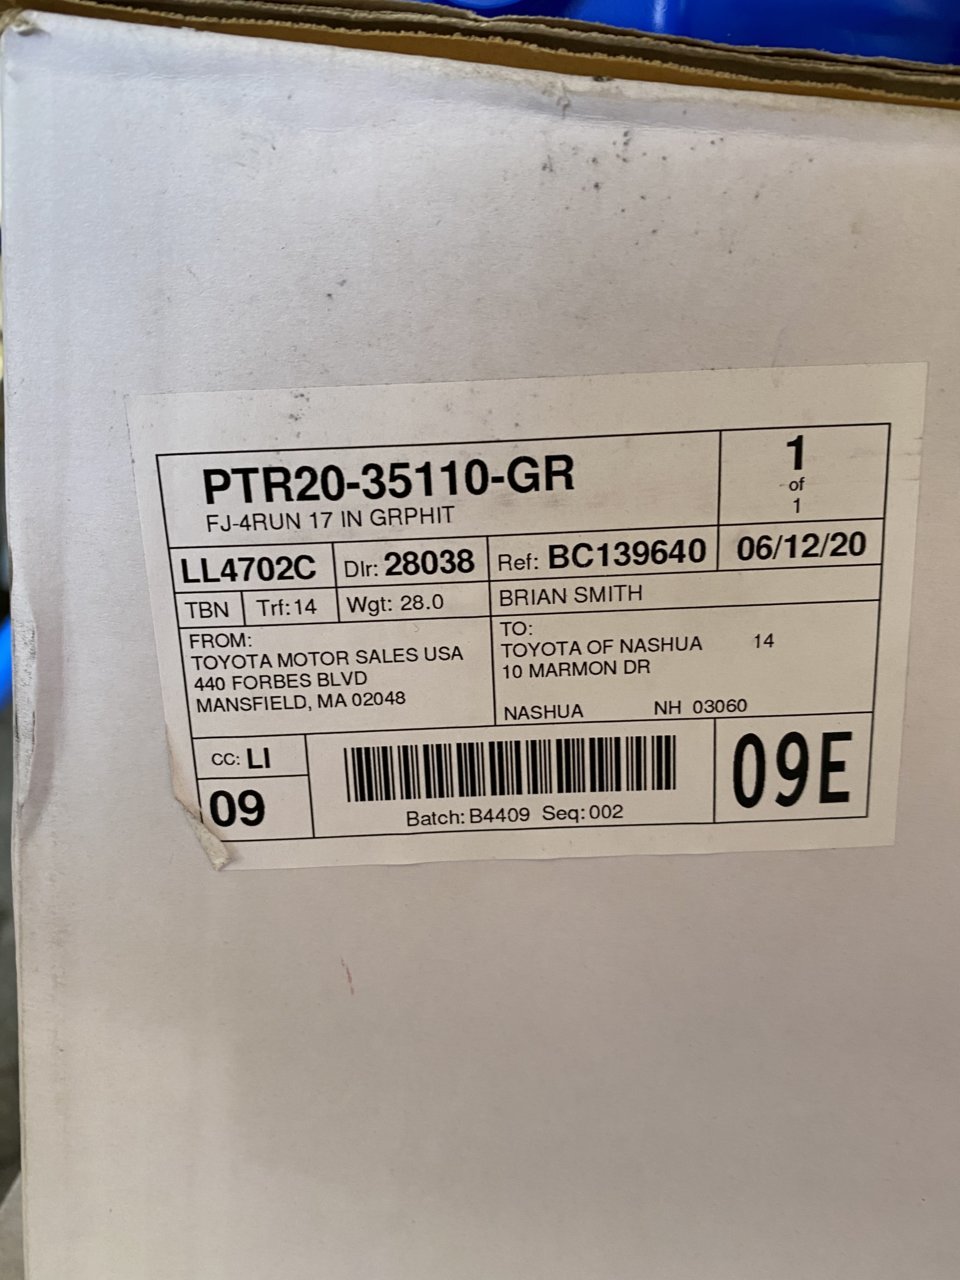 PTR20-35110-GR
FJ-4RUN 17 IN GRPHIT
1
of
1
LL4702C
Dlr: 28038
Ref: BC139640
06/12/20
TBN
Trf: 14
Wgt: 28.0
BRIAN SMITH
FROM:
TOYOTA MOTOR SALES USA
440 FORBES BLVD
MANSFIELD, MA 02048
TO:
TOYOTA OF NASHUA 14
10 MARMON DR
NASHUA NH 03060
CC: LI
09
Batch: B4409 Seq: 002
09E